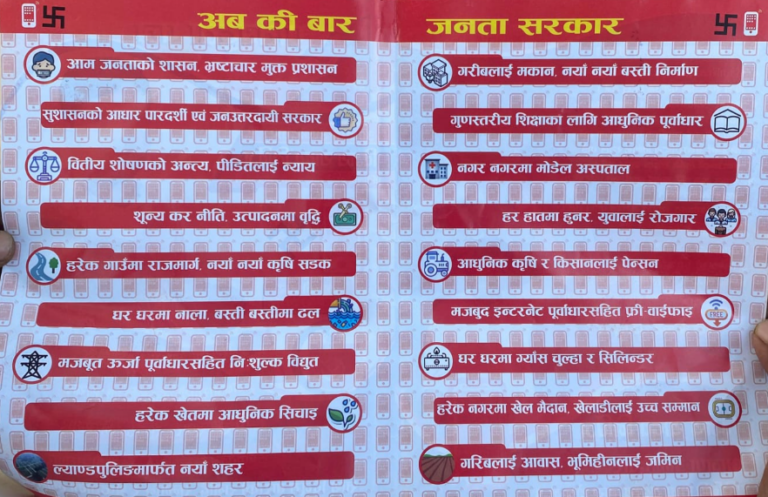 अब की बार
आम जनताको शासन, भ्रष्टाचार मुक्त प्रशासन
सुशासनको आधार पारदर्शी एवं जनउत्तरदायी सरकार
वित्तीय शोषणको अन्त्य, पीडितलाई न्याय
शून्य कर नीति, उत्पादनमा वृद्धि
हरेक गाउँमा राजमार्ग, नयाँ नयाँ कृषि सडक
घर घरमा नाला, बस्ती बस्तीमा ढल
मजबूत ऊर्जा पूर्वाधारसहित निःशुल्क विद्युत
हरेक खेतमा आधुनिक सिचाइ
ल्याण्डपुलिङमार्फत नयाँ शहर
जनता सरकार
गरीबलाई मकान, नयाँ नयाँ बस्ती निर्माण
गुणस्तरीय शिक्षाका लागि आधुनिक पूर्वाधार
नगर नगरमा मोडेल अस्पताल
हर हातमा हुनर, युवालाई रोजगार
आधुनिक कृषि र किसानलाई पेन्सन
मजबुद इन्टरनेट पूर्वाधारसहित फ्री वाईफाइ
FREE
घर घरमा ग्याँस चुल्हा र सिलिन्डर
हरेक नगरमा खेल मैदान, खेलाडीलाई उच्च सम्मान
गरिबलाई आवास, भूमिहीनलाई जमिन